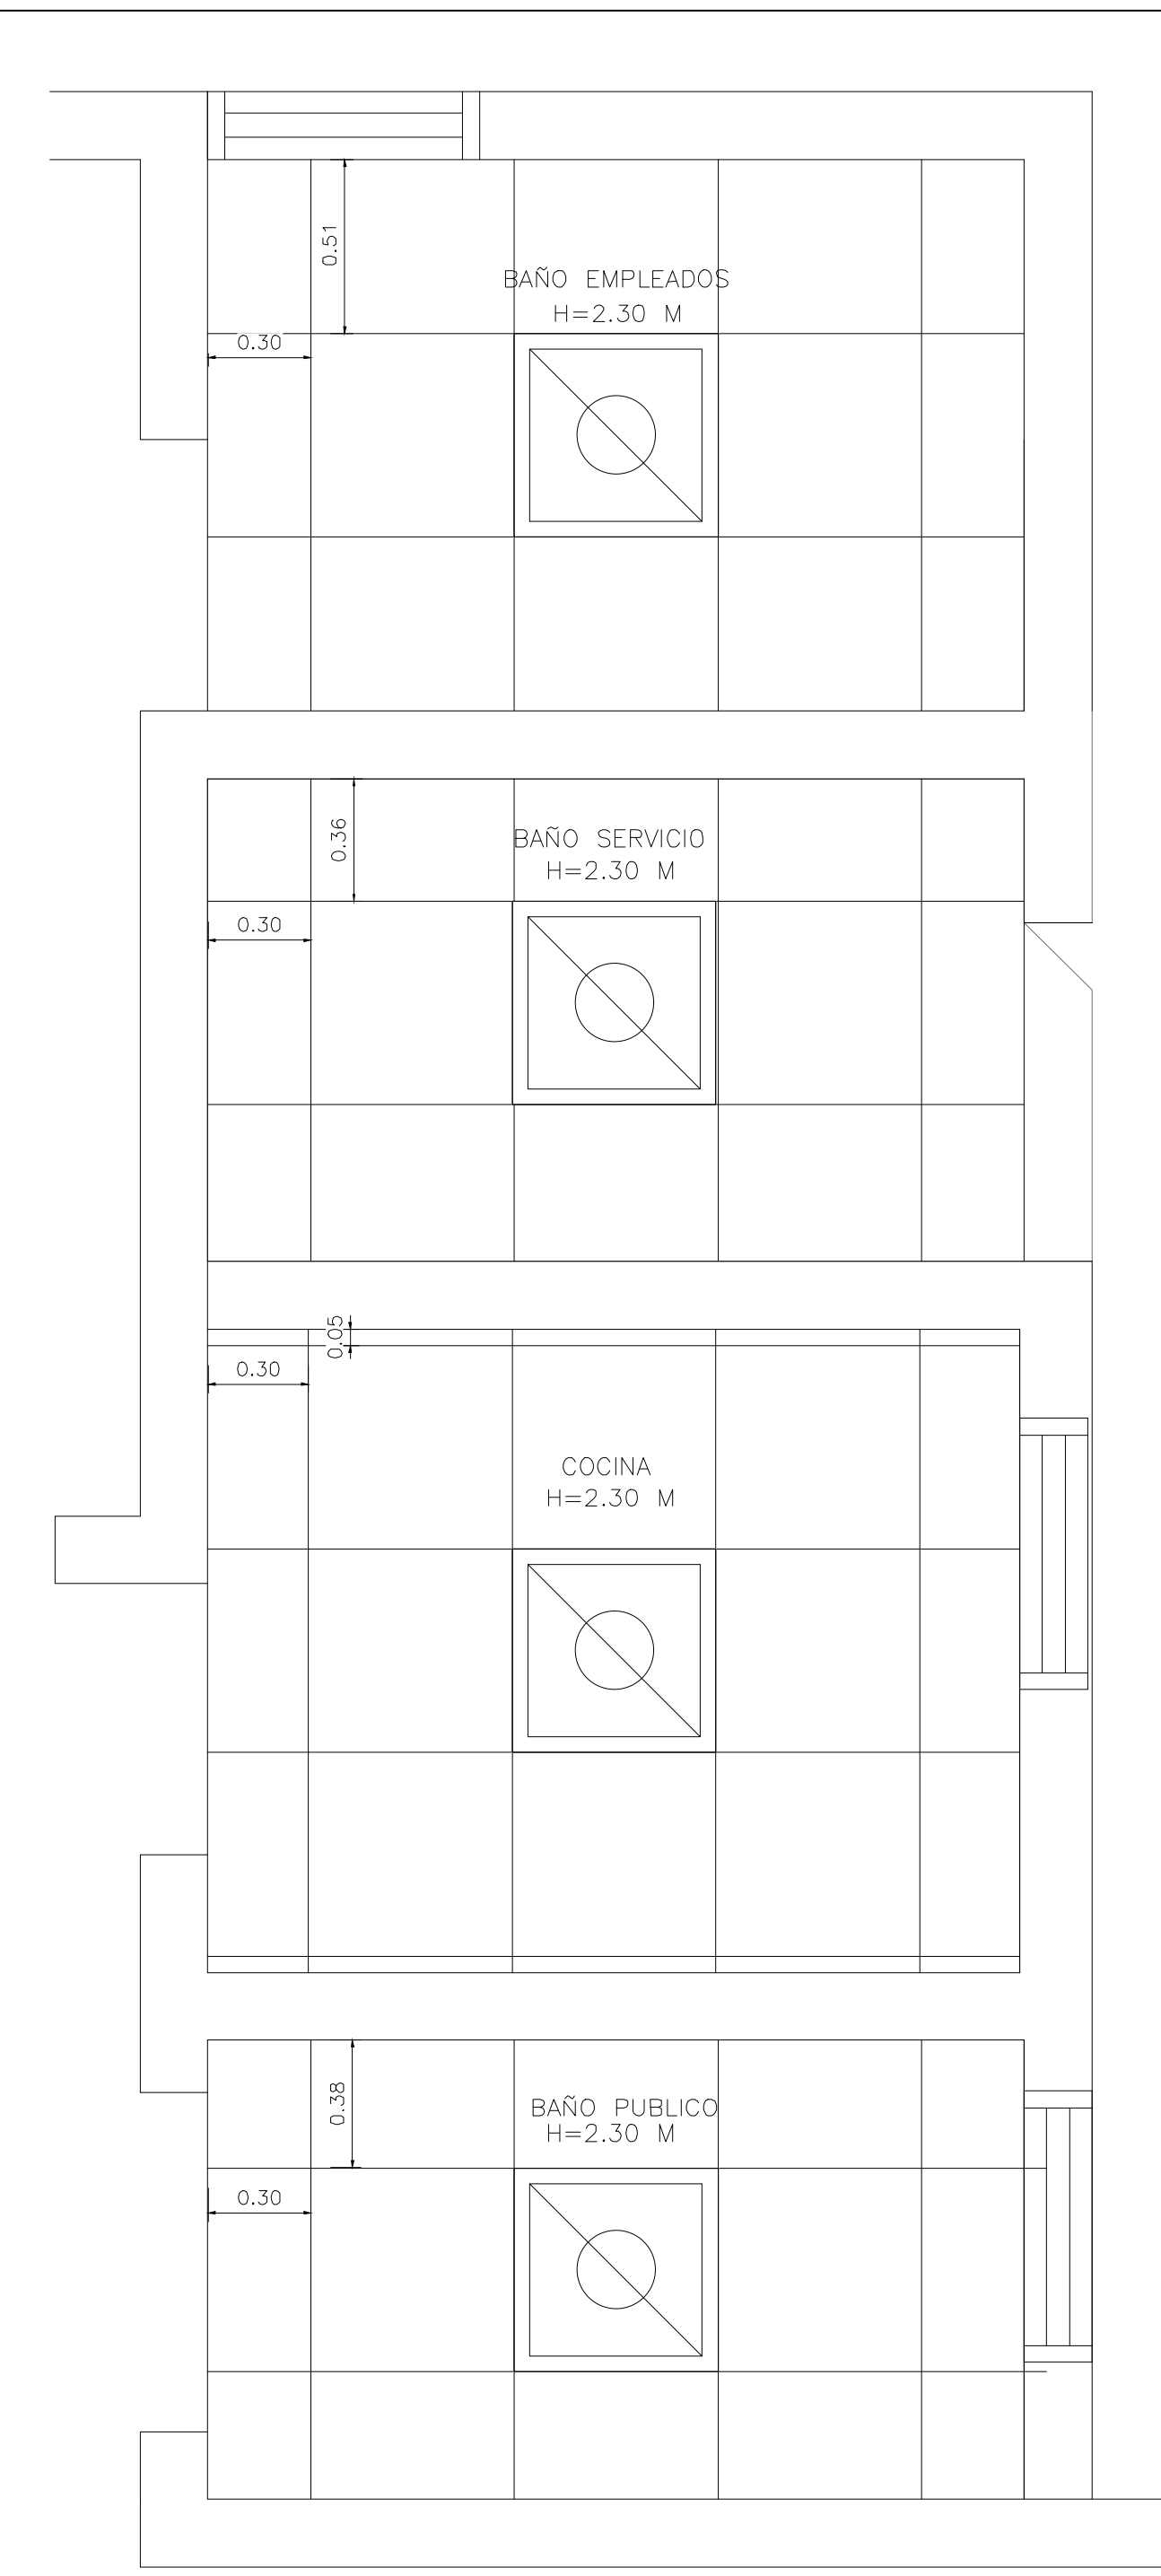 0.51
BAÑO EMPLEADOS
H=2.30 M
0.30
0.36
BAÑO SERVICIO
H=2.30 M
0.30
0.05
0.30
COCINA
H=2.30 M
0.38
BAÑO PUBLICO
H=2.30 M
0.30